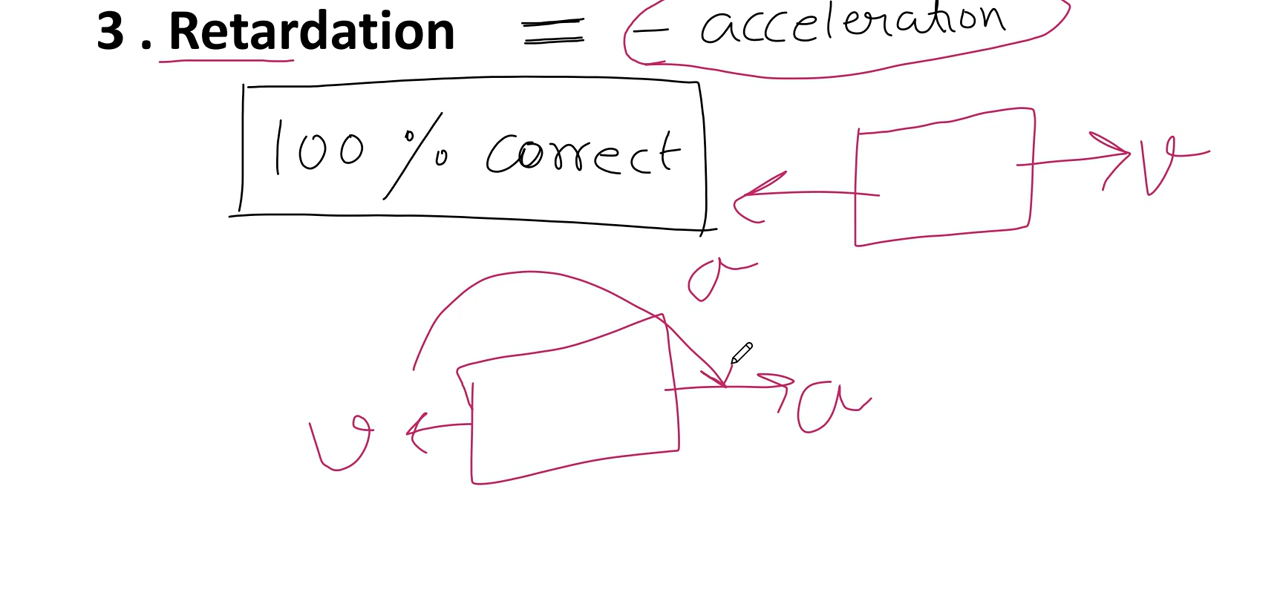 3 . Retardation = - acceleration
100 % correct
v
a
v
a